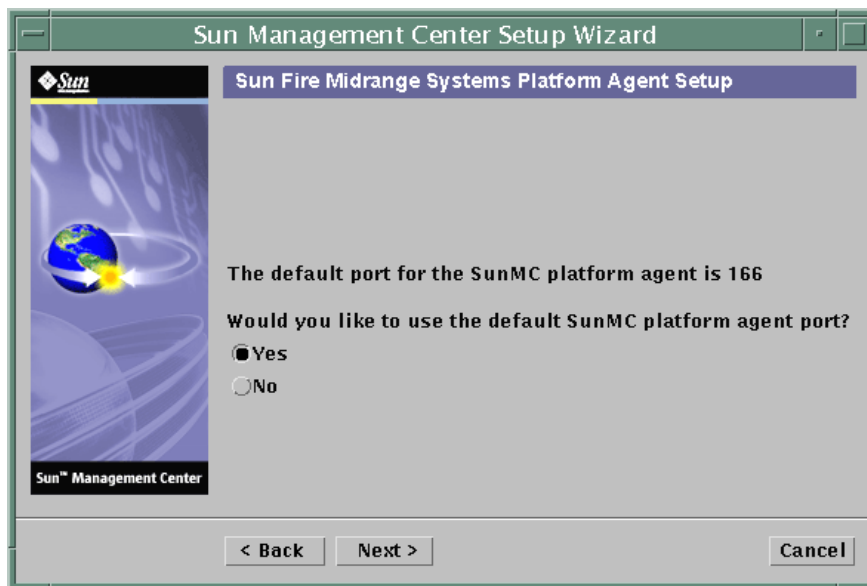 Sun Management Center Setup Wizard
Sun
Sun Fire Midrange Systems Platform Agent Setup
The default port for the SunMC platform agent is 166
Would you like to use the default SunMC platform agent port?
Yes
No
Sun™ Management Center
< Back
Next >
Cancel